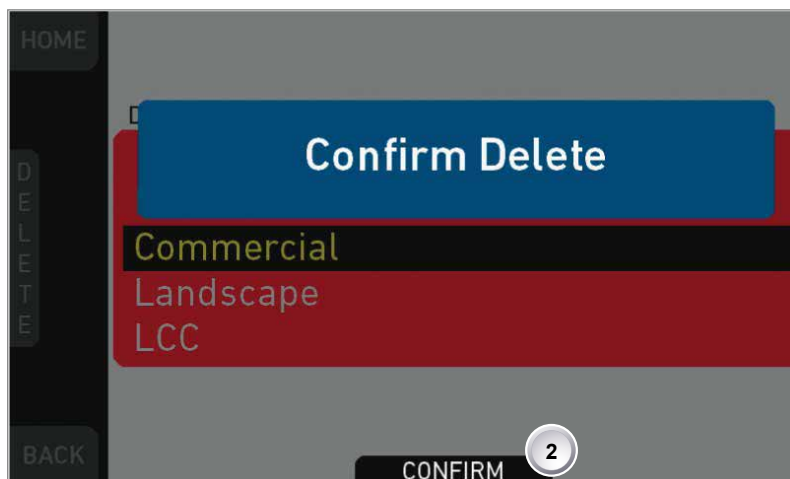 HOME
D
Confirm Delete
DELETE
Commercial
Landscape
LCC
BACK
CONFIRM
2